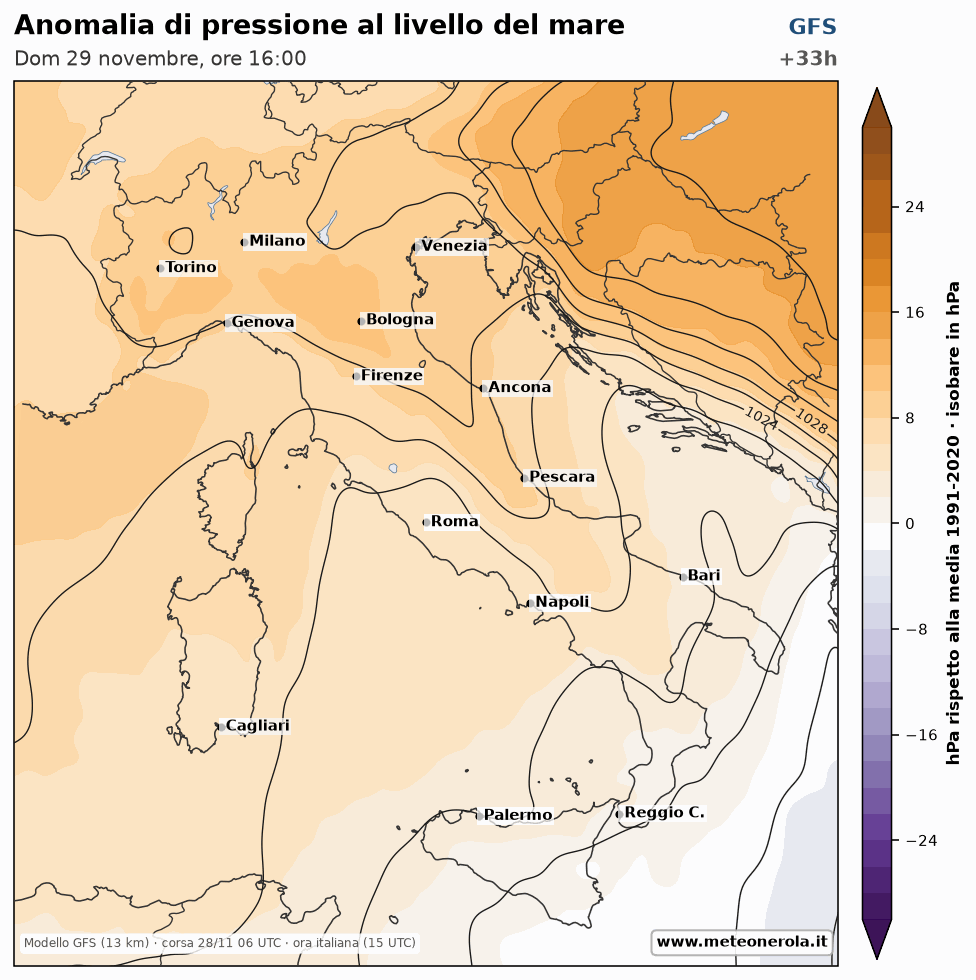 Anomalia di pressione al livello del mare
GFS
Dom 29 novembre, ore 16:00
+33h
Milano
Venezia
Torino
Genova
Bologna
Firenze
Ancona
1024
1028
Pescara
Roma
Bari
Napoli
Cagliari
Palermo
Reggio C.
24
16
8
0
−8
−16
−24
hPa rispetto alla media 1991-2020 · isobare in hPa
Modello GFS (13 km) · corsa 28/11 06 UTC · ora italiana (15 UTC)
www.meteonerola.it